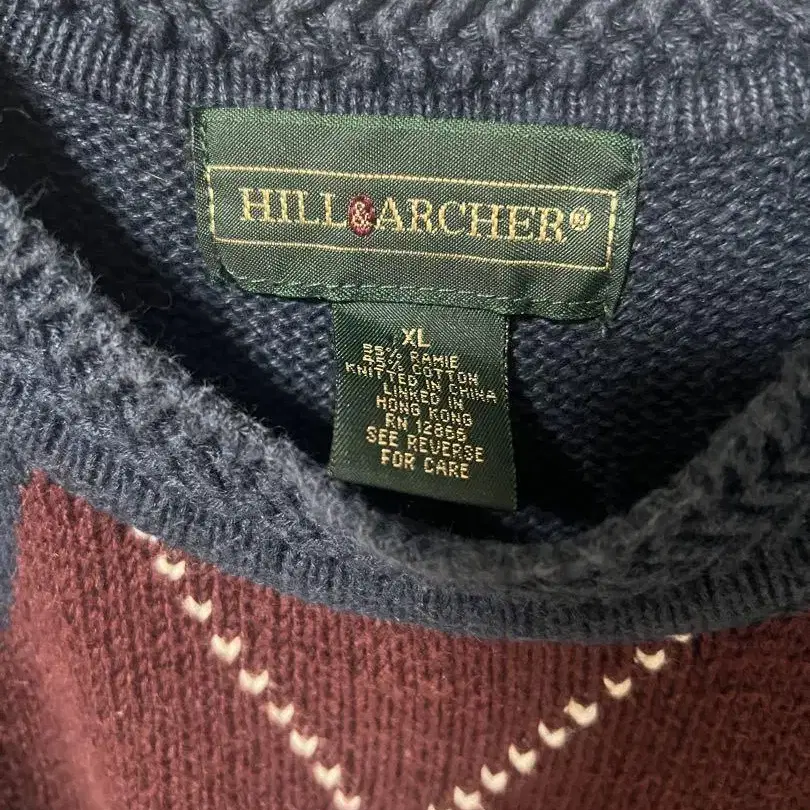 HILL & ARCHER®
XL
55% RAMIE
45% COTTON
KNITTED IN CHINA
LINKED IN
HONG KONG
RN 12866
SEE REVERSE
FOR CARE